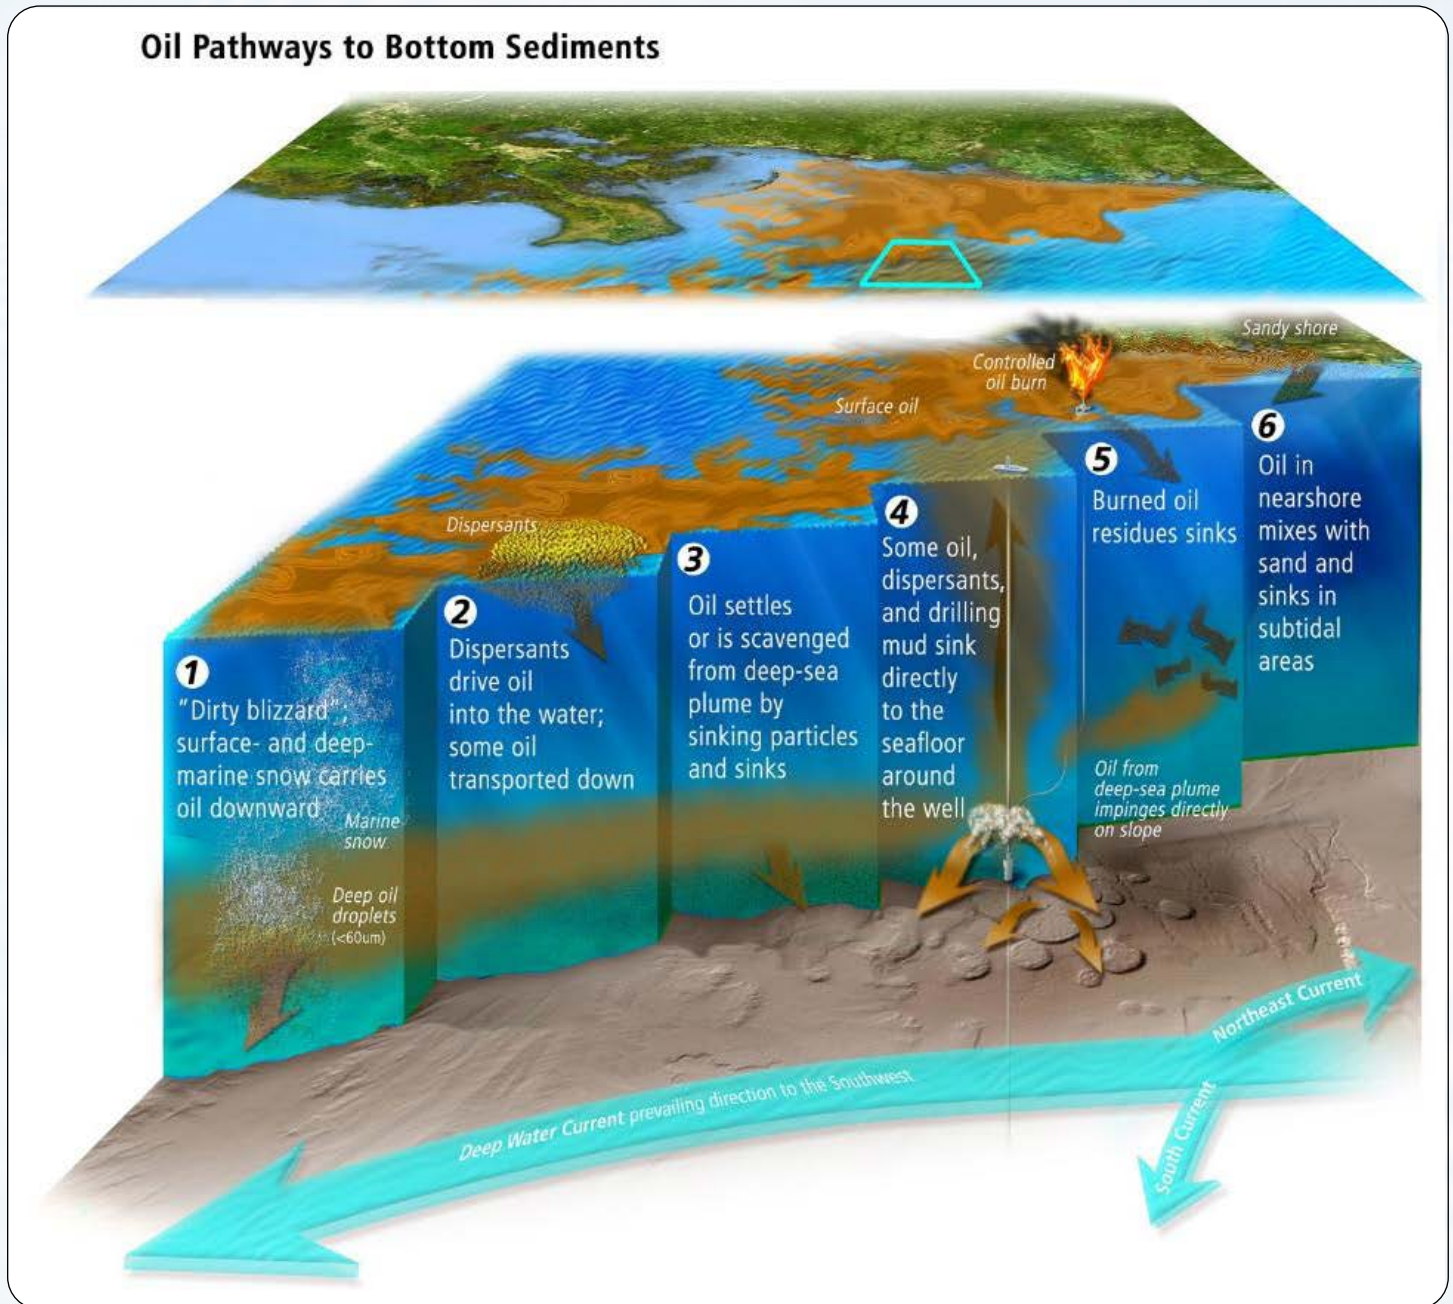 Oil Pathways to Bottom Sediments
Sandy shore
Controlled
oil burn
Surface oil
Dispersants
1
"Dirty blizzard",
surface- and deep-
marine snow carries
oil downward
Marine
snow
Deep oil
droplets
(<60um)
2
Dispersants
drive oil
into the water;
some oil
transported down
3
Oil settles
or is scavenged
from deep-sea
plume by
sinking particles
and sinks
4
Some oil,
dispersants,
and drilling
mud sink
directly
to the
seafloor
around
the well
5
Burned oil
residues sinks
Oil from
deep-sea plume
impinges directly
on slope
6
Oil in
nearshore
mixes with
sand and
sinks in
subtidal
areas
Northeast Current
Deep Water Current prevailing direction to the Southwest
South Current